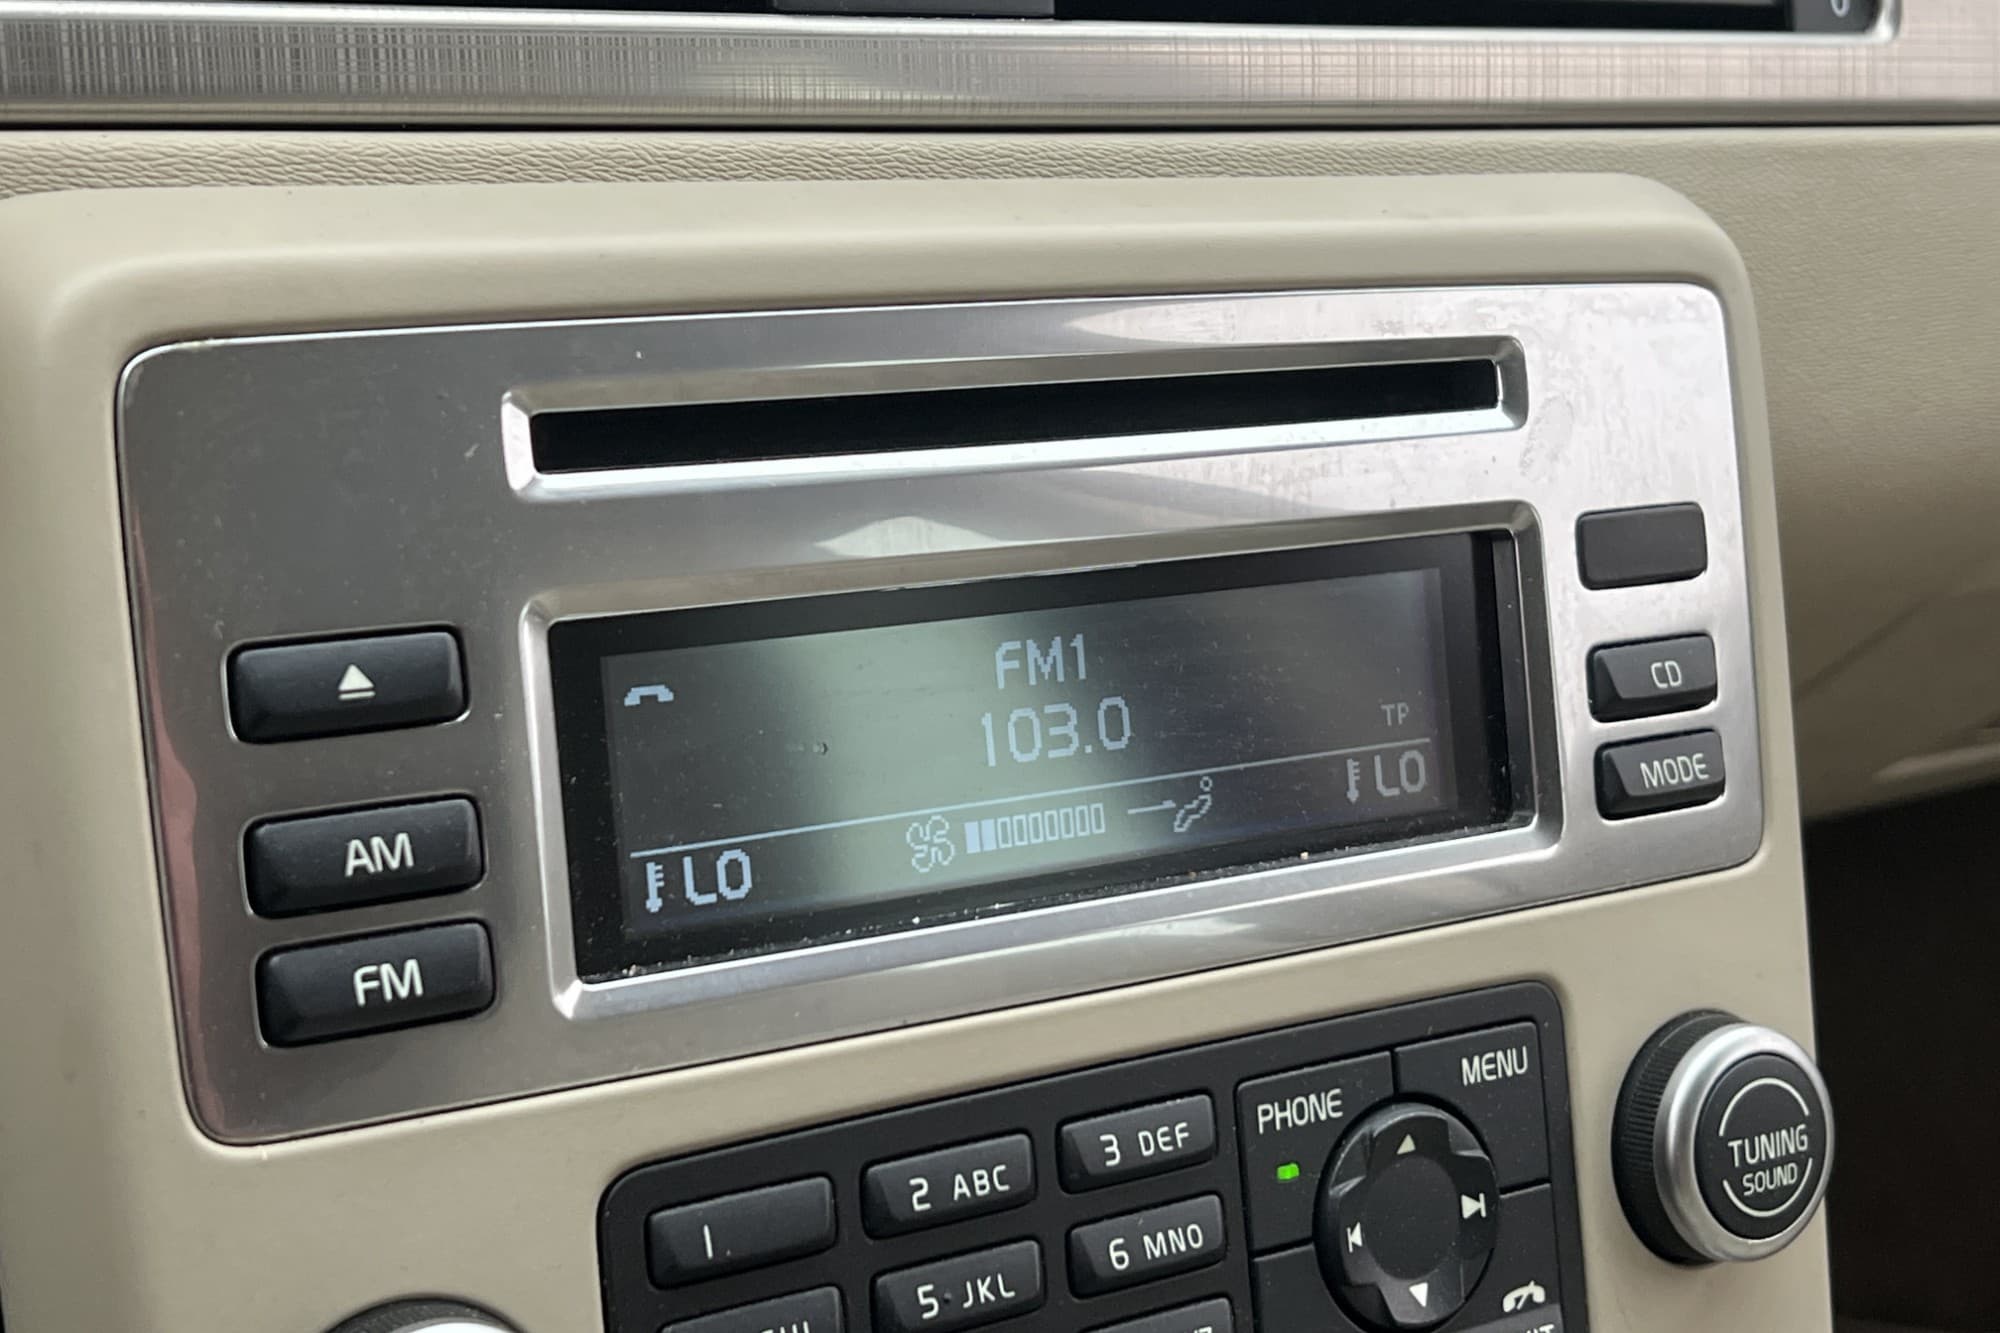 FM1
103.0
TP
LO
LO
CD
MODE
AM
FM
MENU
PHONE
1
2 ABC
3 DEF
5 JKL
6 MNO
TUNING
SOUND